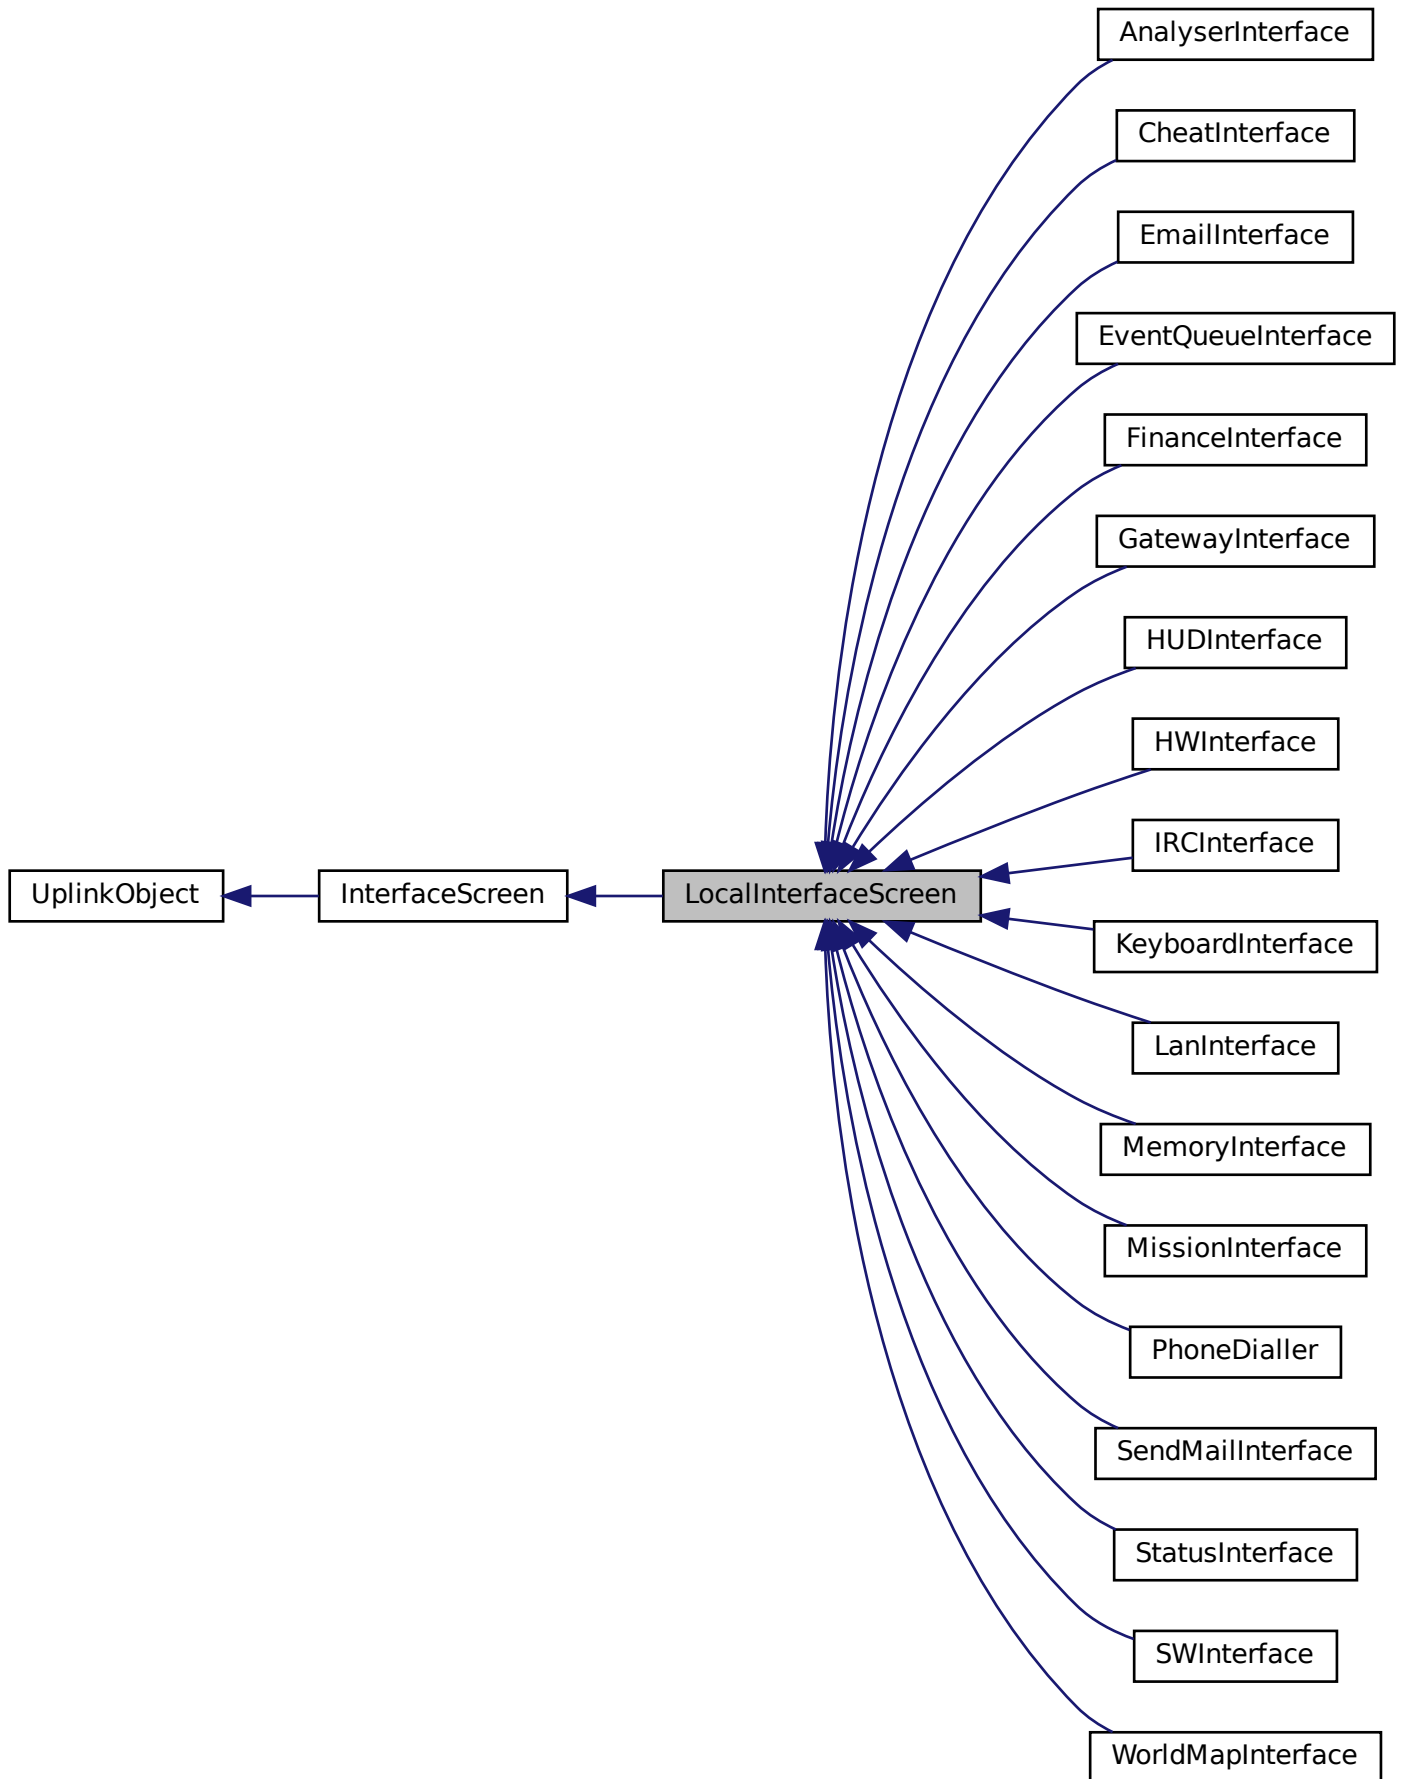 AnalyserInterface
CheatInterface
EmailInterface
EventQueueInterface
FinanceInterface
GatewayInterface
HUDInterface
HWInterface
IRCInterface
UplinkObject
InterfaceScreen
LocalInterfaceScreen
KeyboardInterface
LanInterface
MemoryInterface
MissionInterface
PhoneDialler
SendMailInterface
StatusInterface
SWInterface
WorldMapInterface